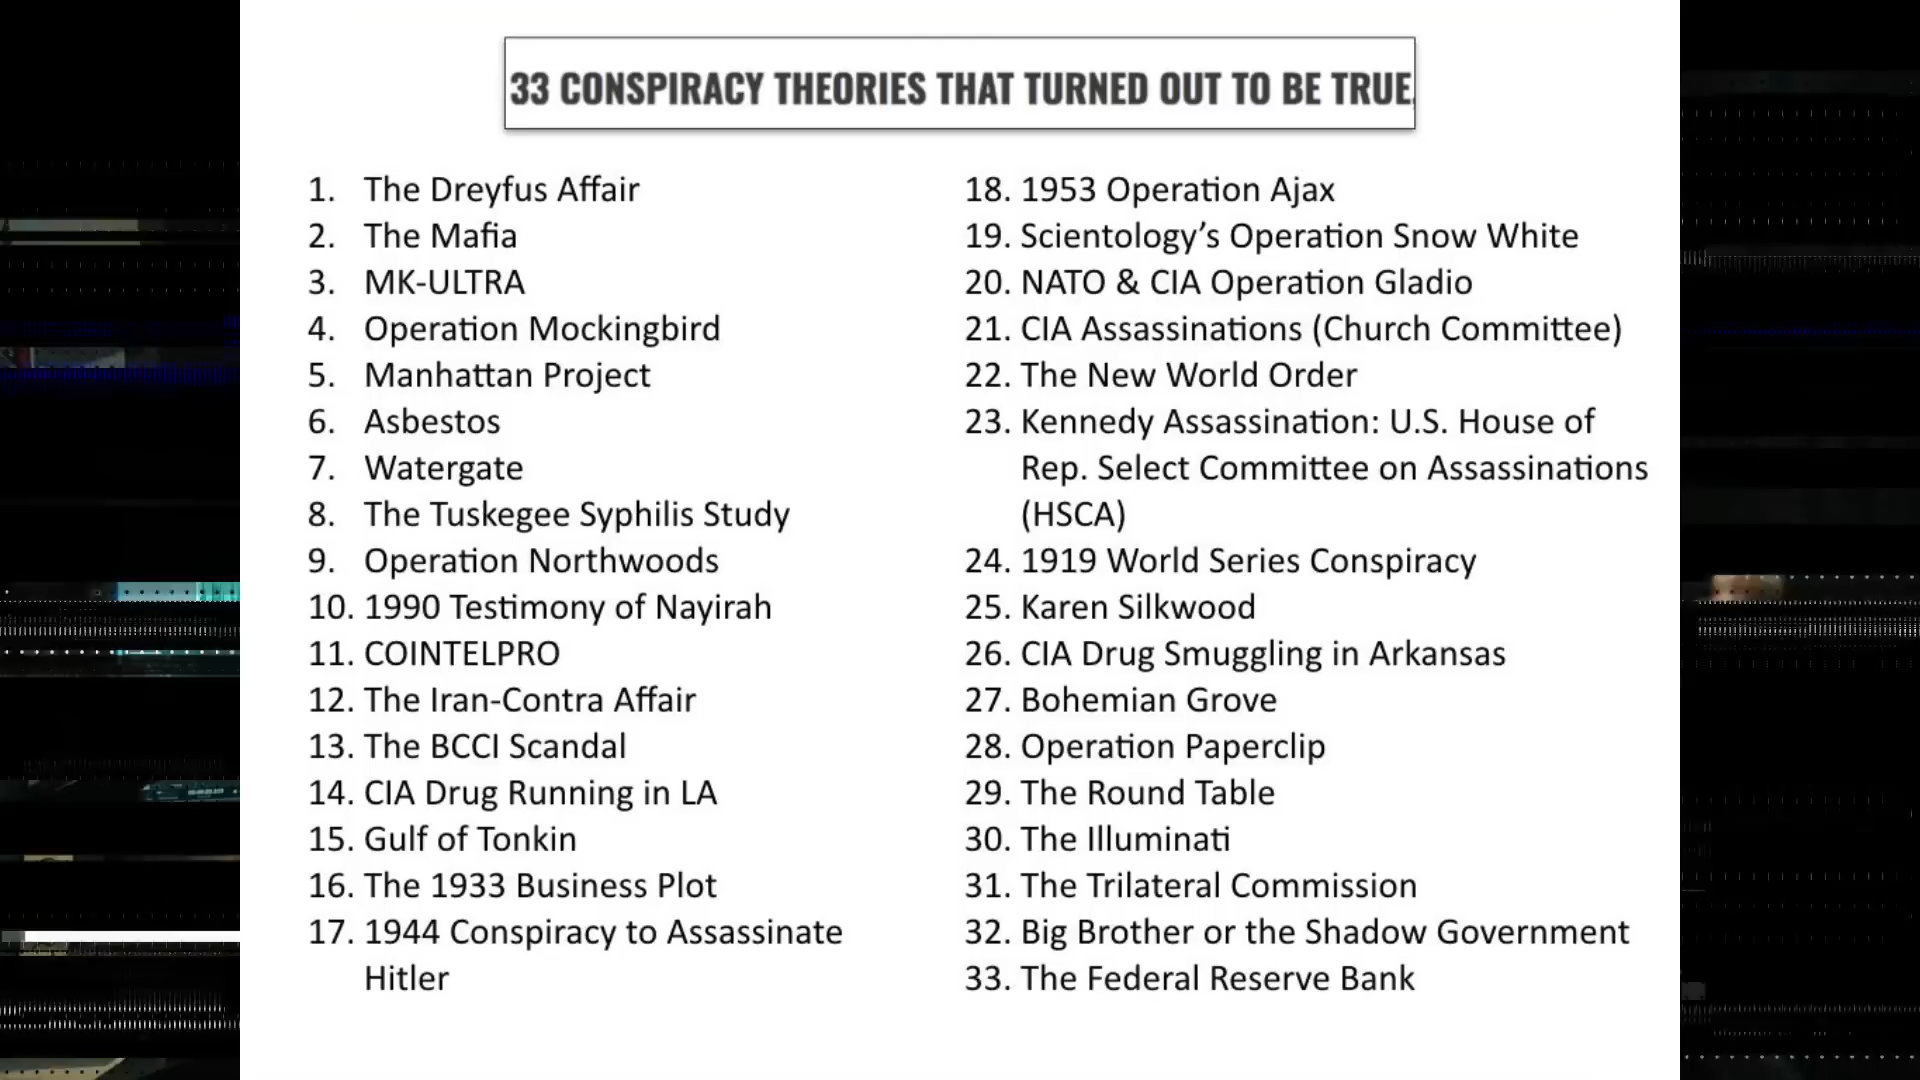 33 CONSPIRACY THEORIES THAT TURNED OUT TO BE TRUE.
1. The Dreyfus Affair
2. The Mafia
3. MK-ULTRA
4. Operation Mockingbird
5. Manhattan Project
6. Asbestos
7. Watergate
8. The Tuskegee Syphilis Study
9. Operation Northwoods
10. 1990 Testimony of Nayirah
11. COINTELPRO
12. The Iran-Contra Affair
13. The BCCI Scandal
14. CIA Drug Running in LA
15. Gulf of Tonkin
16. The 1933 Business Plot
17. 1944 Conspiracy to Assassinate
Hitler
18. 1953 Operation Ajax
19. Scientology’s Operation Snow White
20. NATO & CIA Operation Gladio
21. CIA Assassinations (Church Committee)
22. The New World Order
23. Kennedy Assassination: U.S. House of
Rep. Select Committee on Assassinations
(HSCA)
24. 1919 World Series Conspiracy
25. Karen Silkwood
26. CIA Drug Smuggling in Arkansas
27. Bohemian Grove
28. Operation Paperclip
29. The Round Table
30. The Illuminati
31. The Trilateral Commission
32. Big Brother or the Shadow Government
33. The Federal Reserve Bank